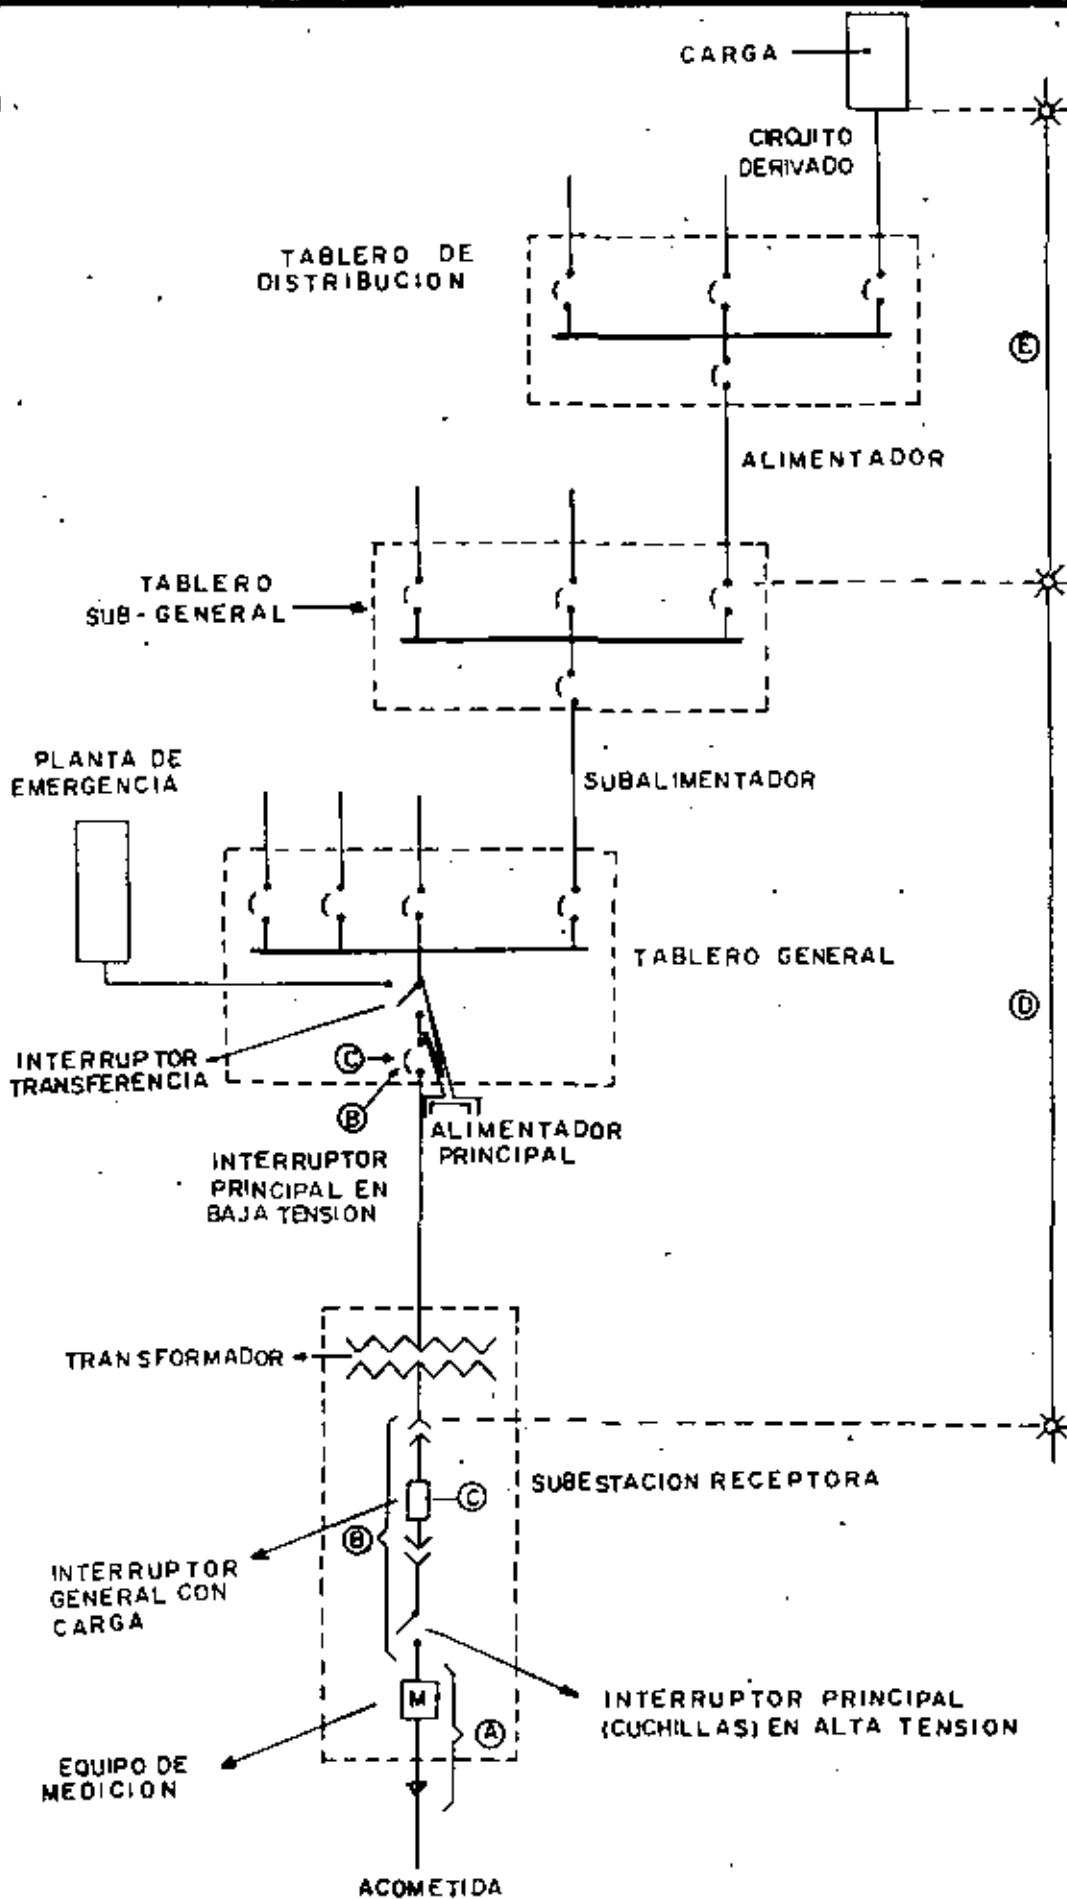 CARGA
CIRQUITO
DERIVADO
TABLERO DE
DISTRIBUCION
E
ALIMENTADOR
TABLERO
SUB-GENERAL
PLANTA DE
EMERGENCIA
SUBALIMENTADOR
TABLERO GENERAL
D
INTERRUPTOR
TRANSFERENCIA
C
B
ALIMENTADOR
PRINCIPAL
INTERRUPTOR
PRINCIPAL EN
BAJA TENSION
TRANSFORMADOR
SUBESTACION RECEPTORA
C
B
INTERRUPTOR
GENERAL CON
CARGA
M
INTERRUPTOR PRINCIPAL
(CUCHILLAS) EN ALTA TENSION
A
EQUIPO DE
MEDICION
ACOMETIDA